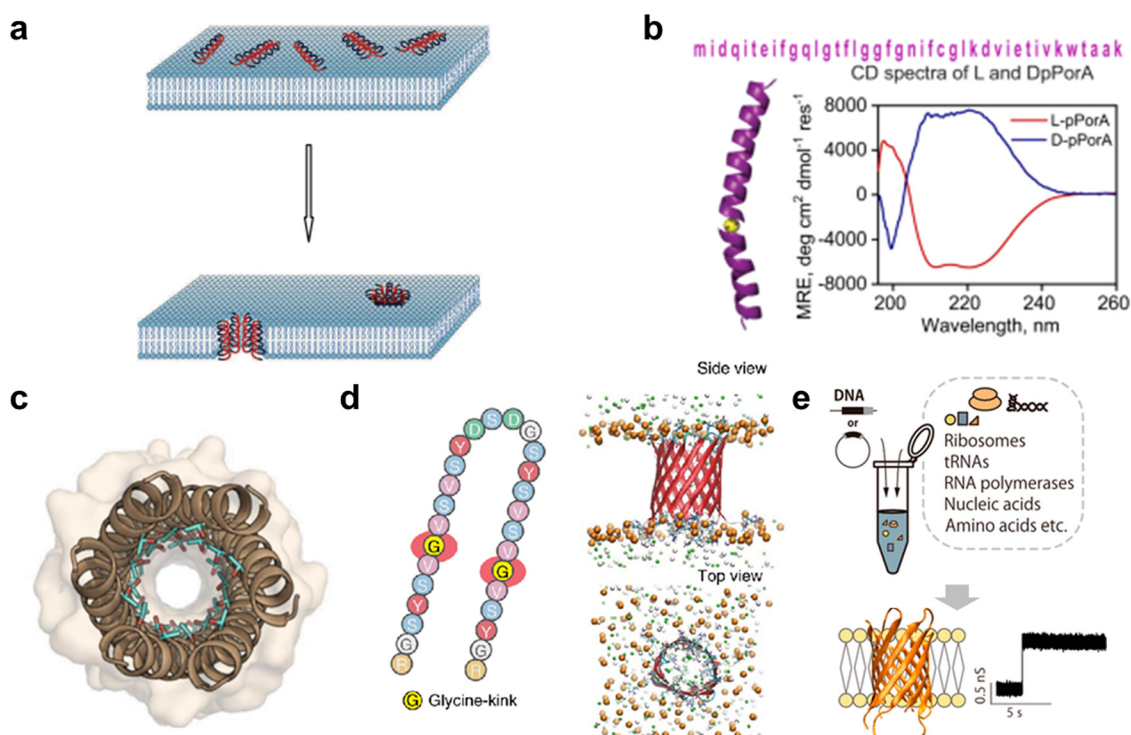 a
b
midqiteifgqlgtflggfgnifcglkdvietivkwtaak
CD spectra of L and DpPorA
8000
4000
0
-4000
-8000
MRE, deg cm² dmol⁻¹ res⁻¹
L-pPorA
D-pPorA
200
220
240
260
Wavelength, nm
c
d
R
G
S
Y
S
V
G
V
S
V
S
Y
D
S
D
G
S
Y
S
V
S
V
G
V
S
Y
G
R
G Glycine-kink
Side view
Top view
e
DNA
or
Ribosomes
tRNAs
RNA polymerases
Nucleic acids
Amino acids etc.
0.5 nS
5 s